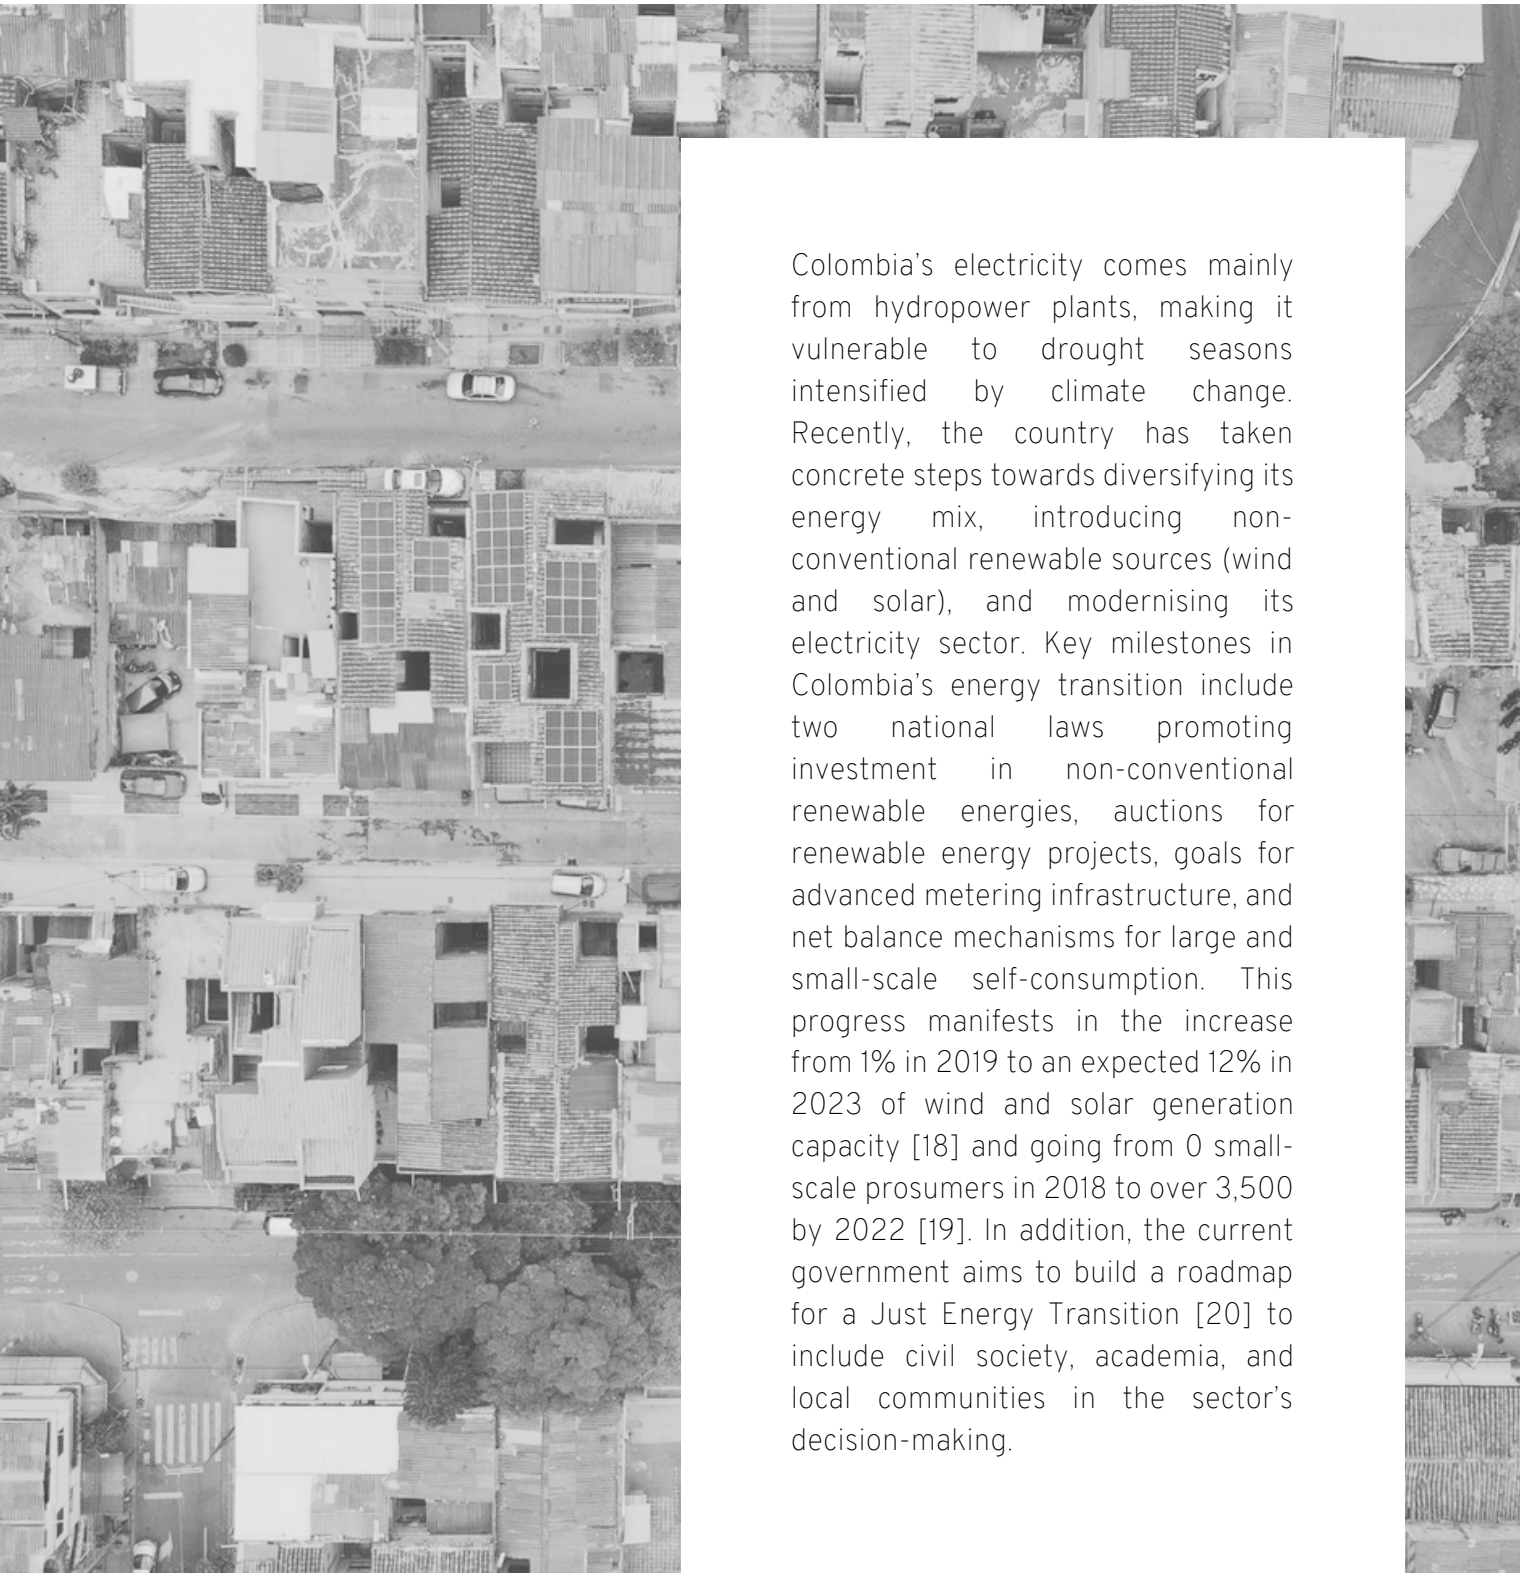 Colombia's electricity comes mainly
from hydropower plants, making it
vulnerable to drought seasons
intensified by climate change.
Recently, the country has taken
concrete steps towards diversifying its
energy mix, introducing non-
conventional renewable sources (wind
and solar), and modernising its
electricity sector. Key milestones in
Colombia's energy transition include
two national laws promoting
investment in non-conventional
renewable energies, auctions for
renewable energy projects, goals for
advanced metering infrastructure, and
net balance mechanisms for large and
small-scale self-consumption. This
progress manifests in the increase
from 1% in 2019 to an expected 12% in
2023 of wind and solar generation
capacity [18] and going from 0 small-
scale prosumers in 2018 to over 3,500
by 2022 [19]. In addition, the current
government aims to build a roadmap
for a Just Energy Transition [20] to
include civil society, academia, and
local communities in the sector's
decision-making.